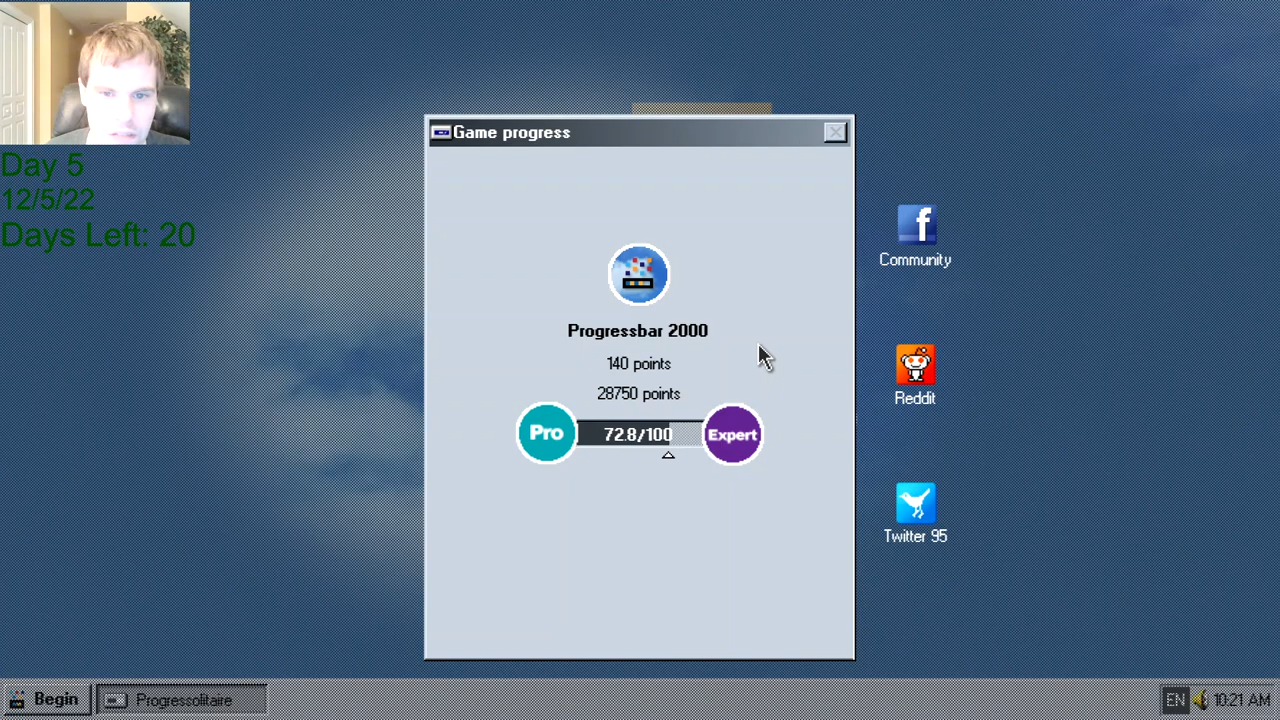 Day 5
12/5/22
Days Left: 20
Game progress
Progressbar 2000
140 points
28750 points
Pro
72.8/100
Expert
f
Community
Reddit
Twitter 95
Begin
Progressolitaire
EN
10:21 AM